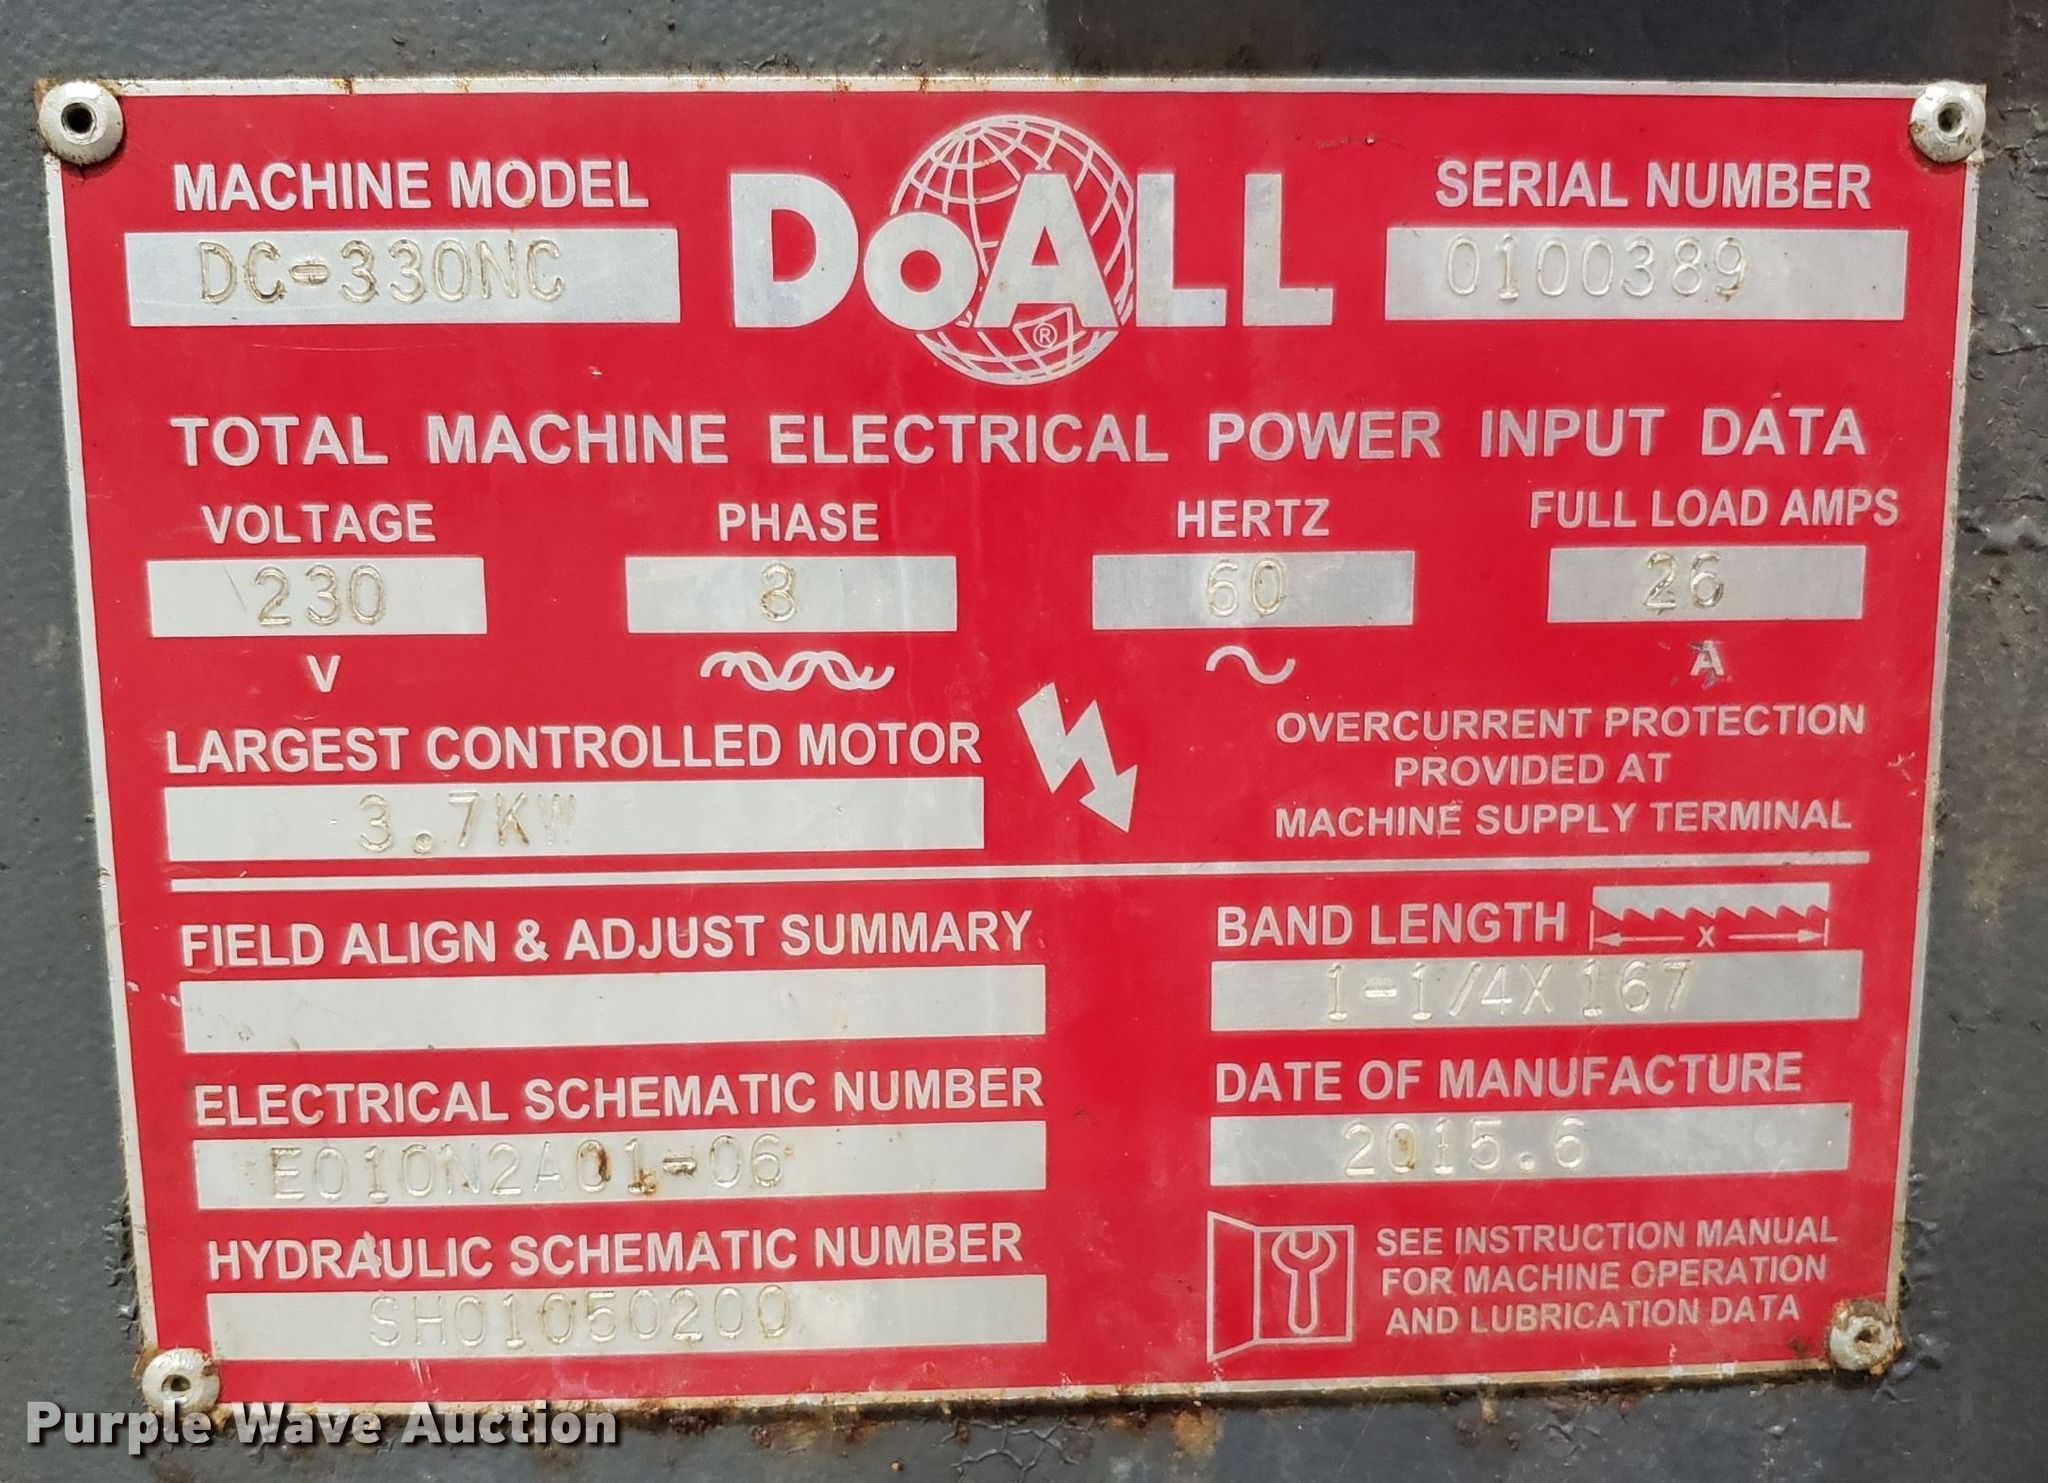 MACHINE MODEL
DC-330NC
DoALL
®
SERIAL NUMBER
0100389
TOTAL MACHINE ELECTRICAL POWER INPUT DATA
VOLTAGE PHASE HERTZ FULL LOAD AMPS
230 3 60 26
V A
LARGEST CONTROLLED MOTOR
3.7KW
OVERCURRENT PROTECTION
PROVIDED AT
MACHINE SUPPLY TERMINAL
FIELD ALIGN & ADJUST SUMMARY
BAND LENGTH X
1-1/4X167
ELECTRICAL SCHEMATIC NUMBER
E010N2A01-06
DATE OF MANUFACTURE
2015.6
HYDRAULIC SCHEMATIC NUMBER
SH01050200
SEE INSTRUCTION MANUAL
FOR MACHINE OPERATION
AND LUBRICATION DATA
Purple Wave Auction